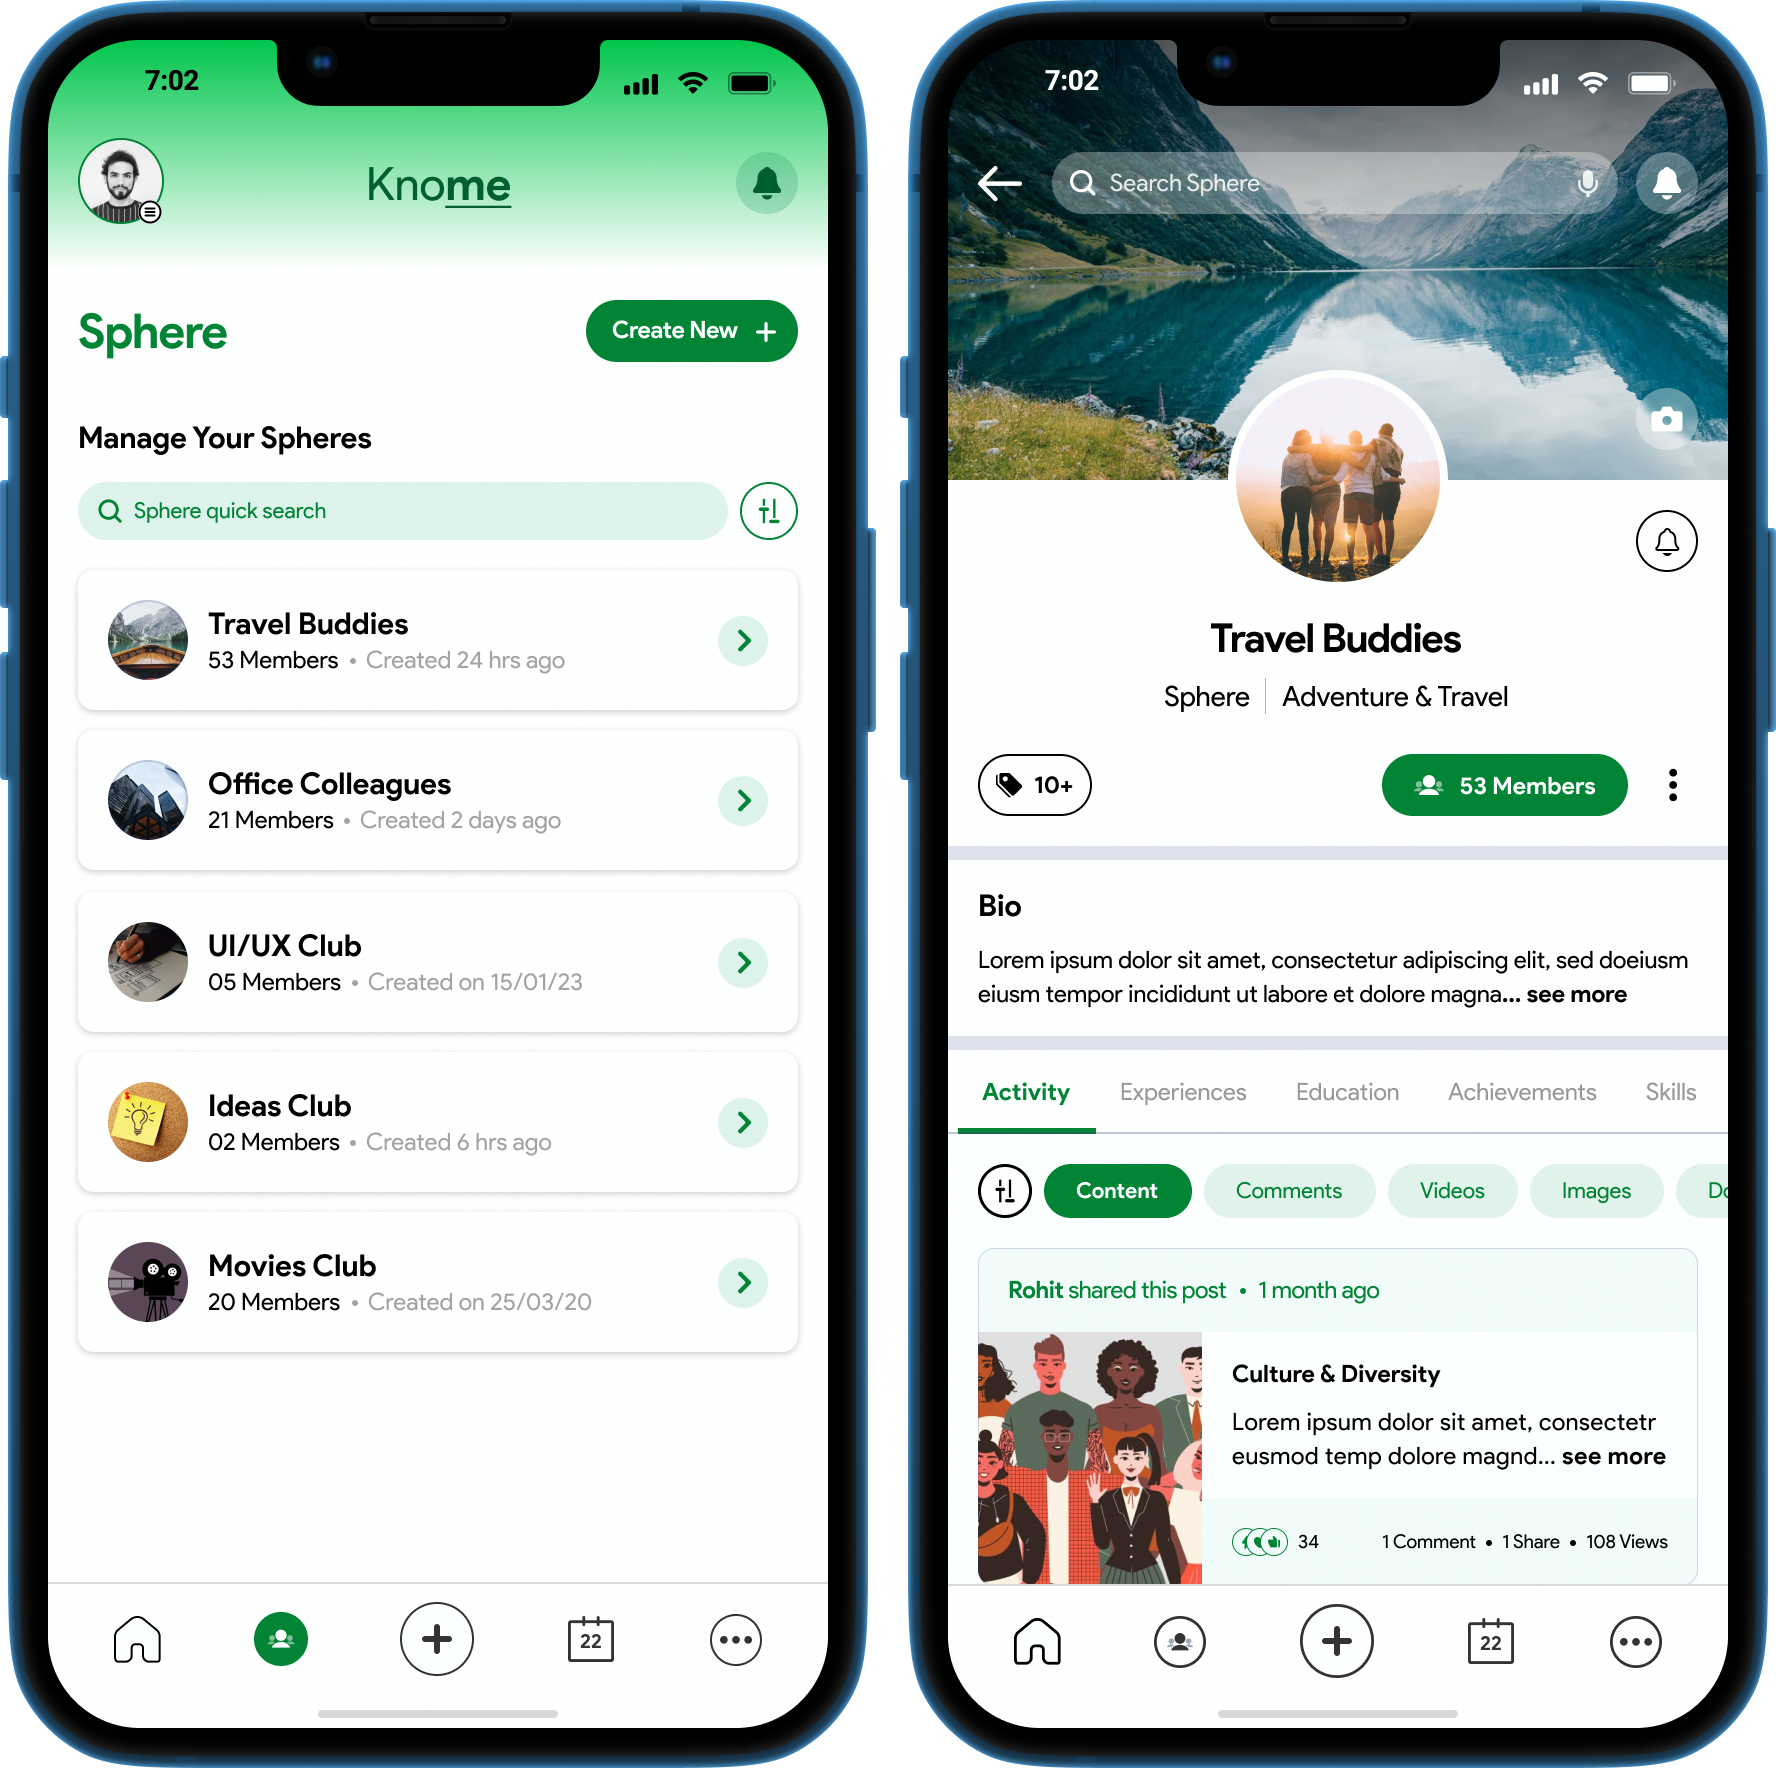 7:02
Knome
Sphere
Create New +
Manage Your Spheres
Sphere quick search
Travel Buddies
53 Members • Created 24 hrs ago
Office Colleagues
21 Members • Created 2 days ago
UI/UX Club
05 Members • Created on 15/01/23
Ideas Club
02 Members • Created 6 hrs ago
Movies Club
20 Members • Created on 25/03/20
22
7:02
Search Sphere
Travel Buddies
Sphere | Adventure & Travel
10+
53 Members
Bio
Lorem ipsum dolor sit amet, consectetur adipiscing elit, sed doeiusm
eiusm tempor incididunt ut labore et dolore magna... see more
Activity Experiences Education Achievements Skills
Content Comments Videos Images Do
Rohit shared this post • 1 month ago
Culture & Diversity
Lorem ipsum dolor sit amet, consectetr
eusmod temp dolore magnd... see more
34 1 Comment • 1 Share • 108 Views
22